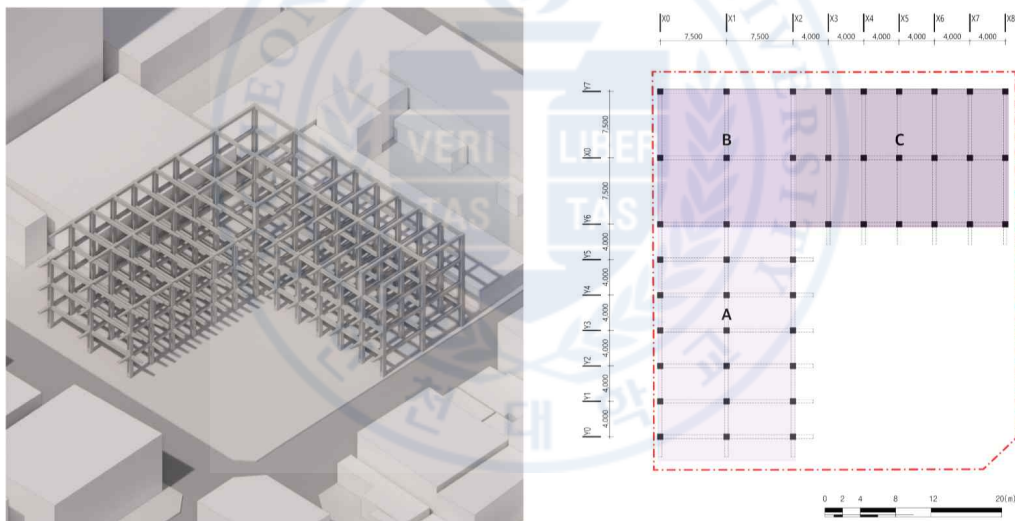 X0 X1 X2 X3 X4 X5 X6 X7 X8
7,500 7,500 4,000 4,000 4,000 4,000 4,000 4,000
Y7
7,500
X0
7,500
Y6
4,000
Y5
4,000
Y4
4,000
Y3
4,000
Y2
4,000
Y1
4,000
Y0
B
C
A
VERI LIBER
TAS TAS
0 2 4 8 12 20(m)